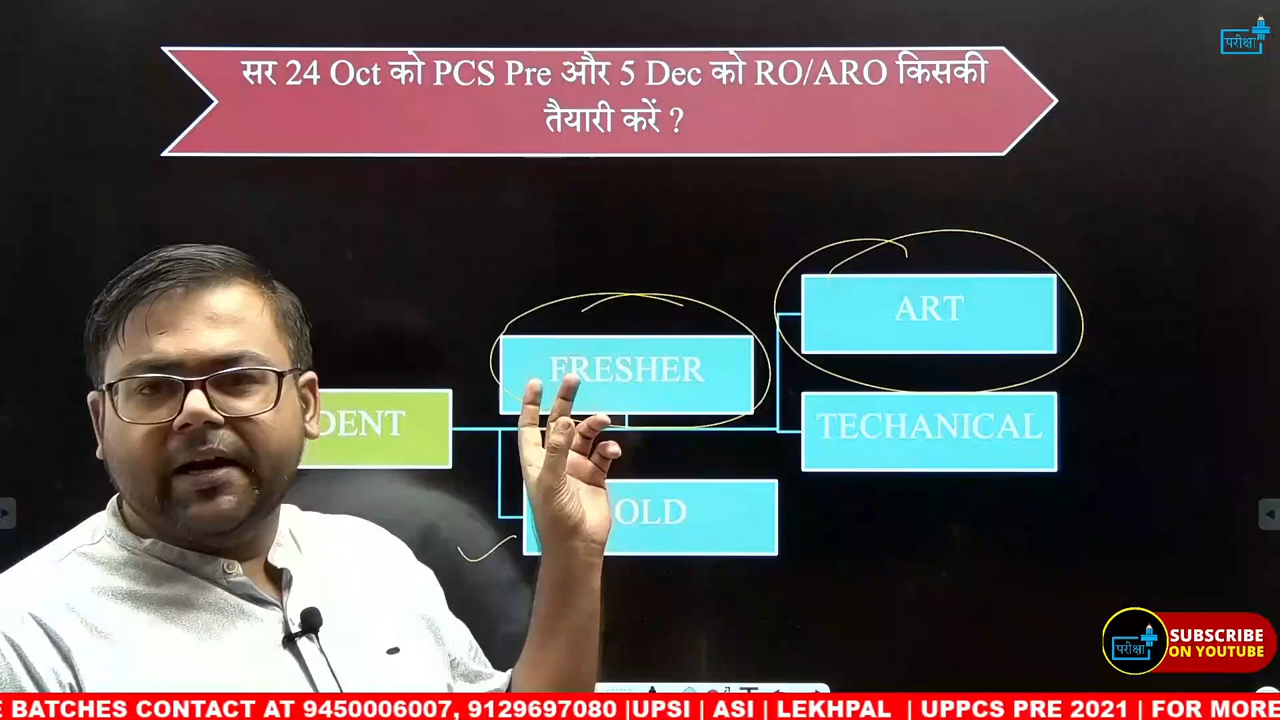 परीक्षा
सर 24 Oct को PCS Pre और 5 Dec को RO/ARO किसकी
तैयारी करें ?
ART
FRESHER
DENT
TECHANICAL
OLD
परीक्षा
SUBSCRIBE
ON YOUTUBE
E BATCHES CONTACT AT 9450006007, 9129697080 |UPSI | ASI | LEKHPAL | UPPCS PRE 2021 | FOR MORE